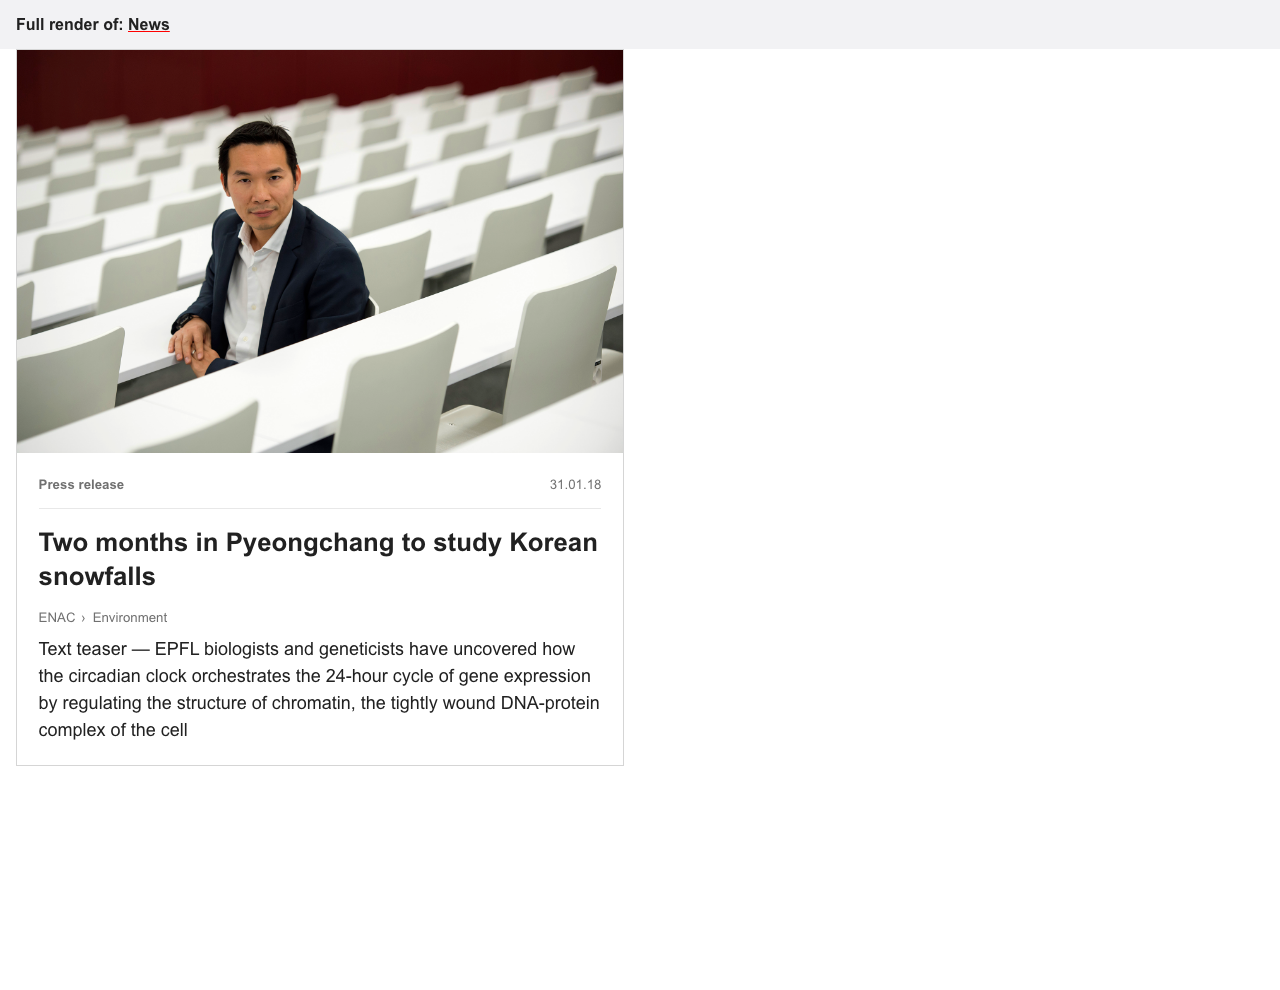 Full render of: News
Press release
31.01.18
Two months in Pyeongchang to study Korean
snowfalls
ENAC › Environment
Text teaser — EPFL biologists and geneticists have uncovered how
the circadian clock orchestrates the 24-hour cycle of gene expression
by regulating the structure of chromatin, the tightly wound DNA-protein
complex of the cell